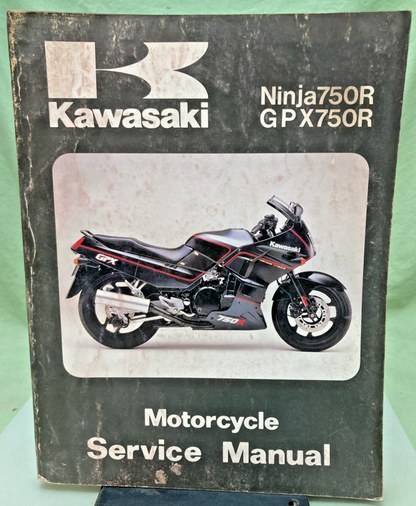 Kawasaki
Ninja750R
GPX750R
Kawasaki
GPX
750R
Motorcycle
Service Manual